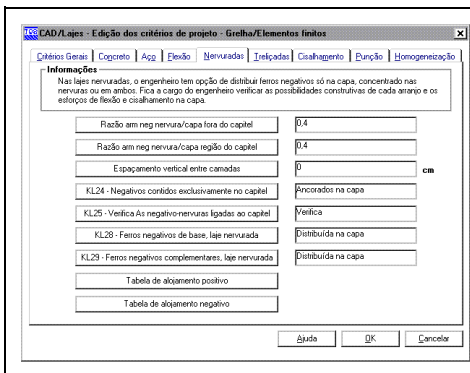 TQS CAD/Lajes - Edição dos critérios de projeto - Grelha/Elementos finitos
Critérios Gerais Concreto Aço Flexão Nervuradas Treliçadas Cisalhamento Punção Homogeneização
Informações
Nas lajes nervuradas, o engenheiro tem opção de distribuir ferros negativos só na capa, concentrado nas
nervuras ou em ambos. Fica a cargo do engenheiro verificar as possibilidades construtivas de cada arranjo e os
esforços de flexão e cisalhamento na capa.
Razão arm neg nervura/capa fora do capitel 0,4
Razão arm neg nervura/capa região do capitel 0,4
Espaçamento vertical entre camadas 0 cm
KL24 - Negativos contidos exclusivamente no capitel Ancorados na capa
KL25 - Verifica As negativo-nervuras ligadas ao capitel Verifica
KL28 - Ferros negativos de base, laje nervurada Distribuída na capa
KL29 - Ferros negativos complementares, laje nervurada Distribuída na capa
Tabela de alojamento positivo
Tabela de alojamento negativo
Ajuda OK Cancelar